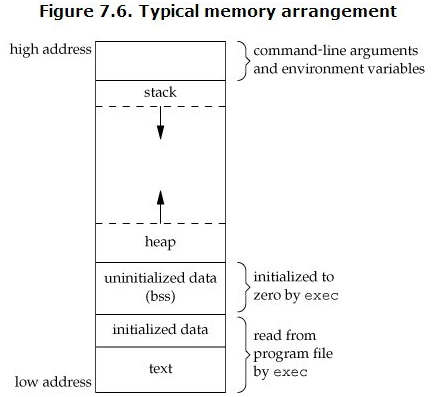 Figure 7.6. Typical memory arrangement
high address
command-line arguments
and environment variables
stack
heap
uninitialized data
(bss)
initialized to
zero by exec
initialized data
read from
program file
by exec
text
low address